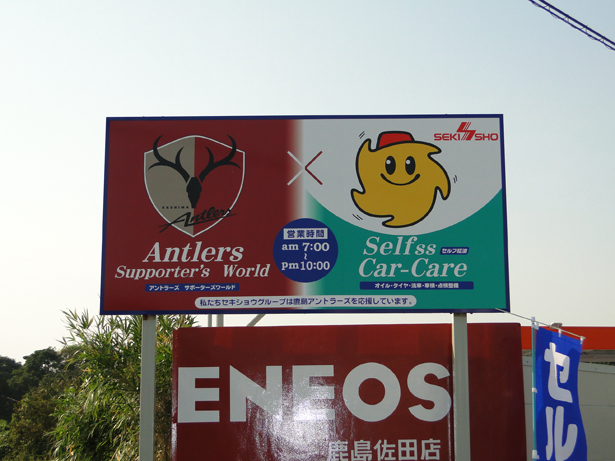 SEKISHO
KASHIMA
Antlers
Antlers
Supporter's World
アントラーズ サポーターズワールド
営業時間
am 7:00
~
pm 10:00
Selfss
セルフ給油
Car-Care
オイル・タイヤ・洗車・車検・点検整備
私たちセキショウグループは鹿島アントラーズを応援しています。
ENEOS
鹿島佐田店
セル